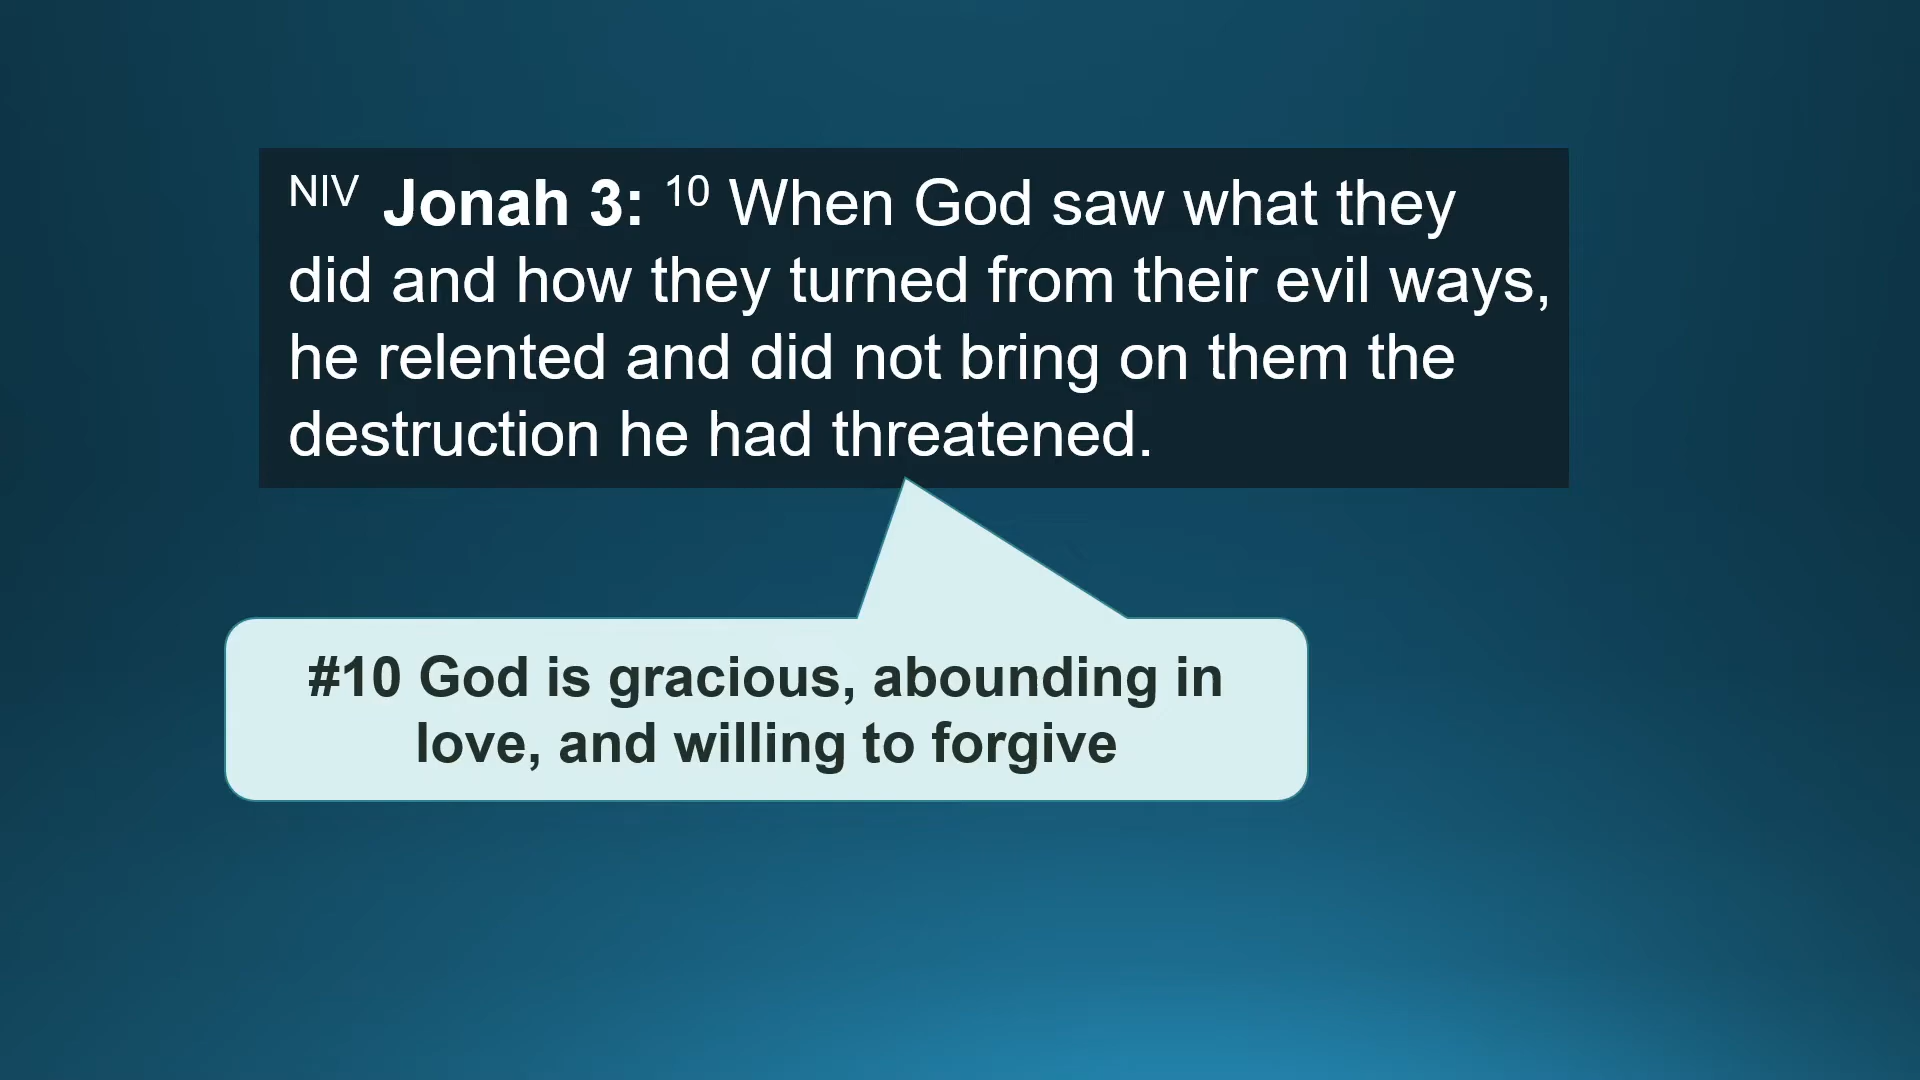 NIV Jonah 3: 10 When God saw what they
did and how they turned from their evil ways,
he relented and did not bring on them the
destruction he had threatened.
#10 God is gracious, abounding in
love, and willing to forgive